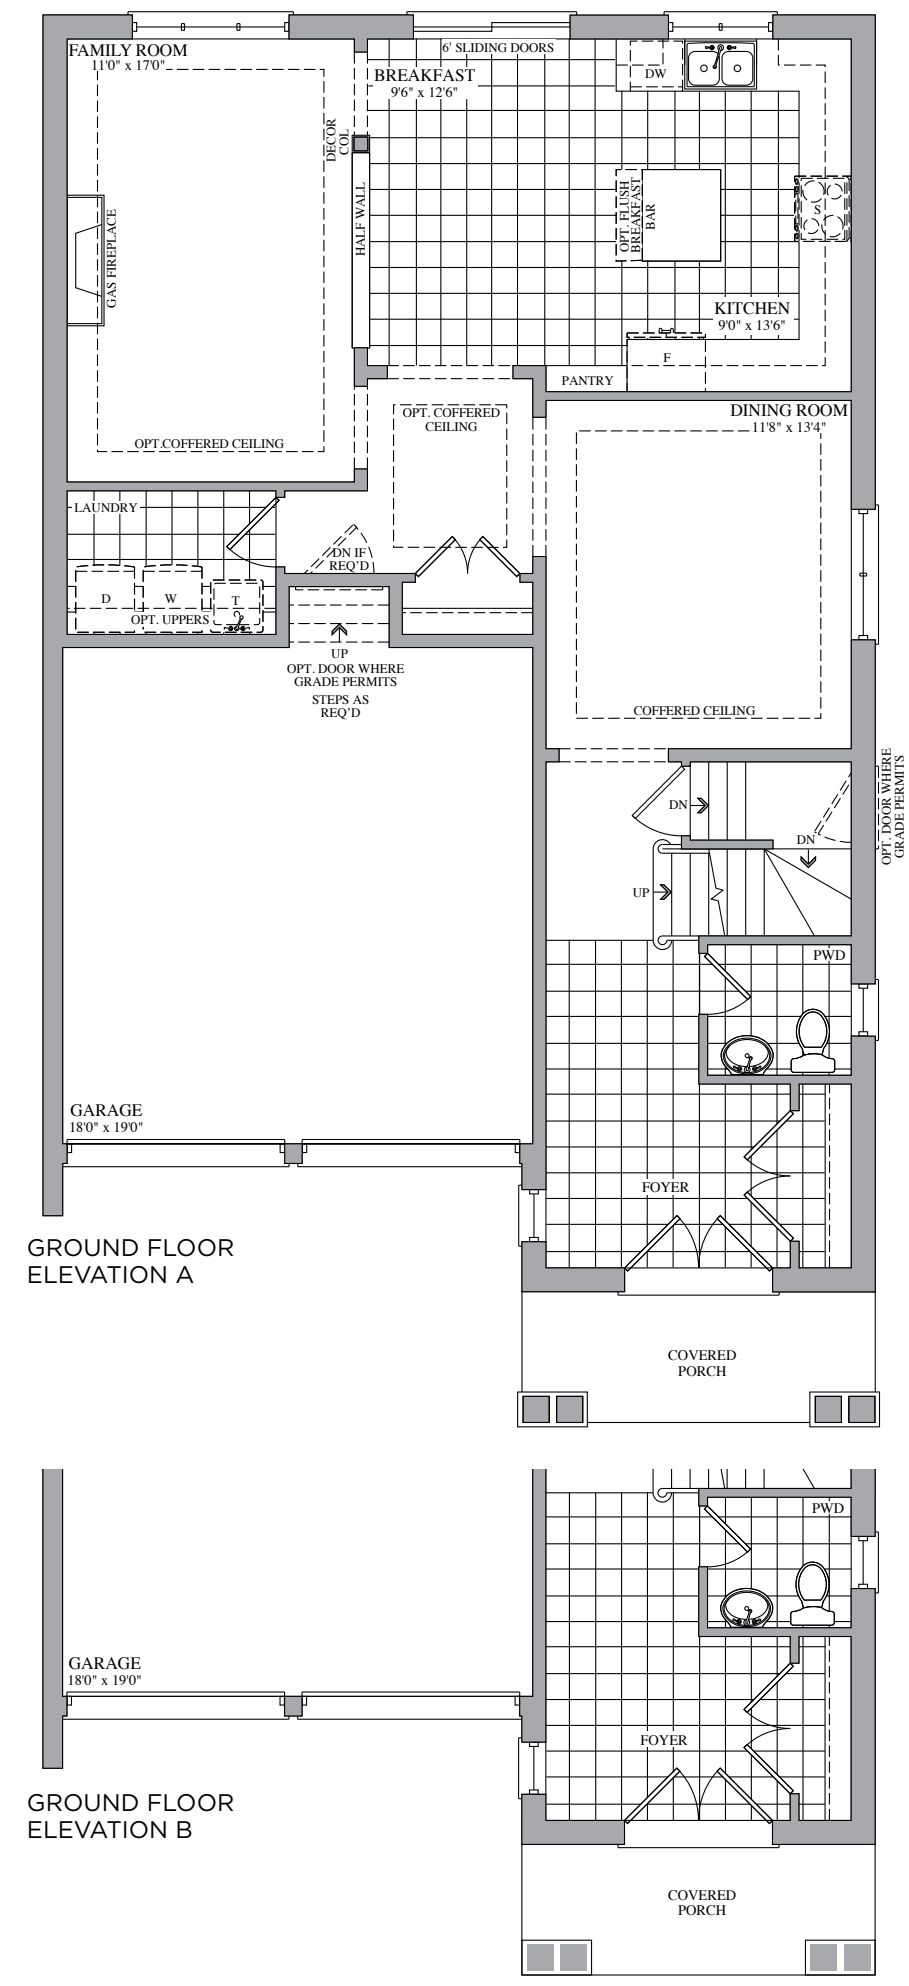 FAMILY ROOM
11'0" x 17'0"
6' SLIDING DOORS
BREAKFAST
9'6" x 12'6"
DW
DECOR
COL
HALF WALL
GAS FIREPLACE
OPT. FLUSH
BREAKFAST
BAR
S
KITCHEN
9'0" x 13'6"
F
PANTRY
OPT. COFFERED
CEILING
DINING ROOM
11'8" x 13'4"
OPT.COFFERED CEILING
LAUNDRY
DN IF
REQ'D
D
W
T
OPT. UPPERS
UP
OPT. DOOR WHERE
GRADE PERMITS
STEPS AS
REQ'D
COFFERED CEILING
OPT. DOOR WHERE
GRADE PERMITS
DN
DN
UP
PWD
GARAGE
18'0" x 19'0"
FOYER
GROUND FLOOR
ELEVATION A
COVERED
PORCH
PWD
GARAGE
18'0" x 19'0"
FOYER
GROUND FLOOR
ELEVATION B
COVERED
PORCH